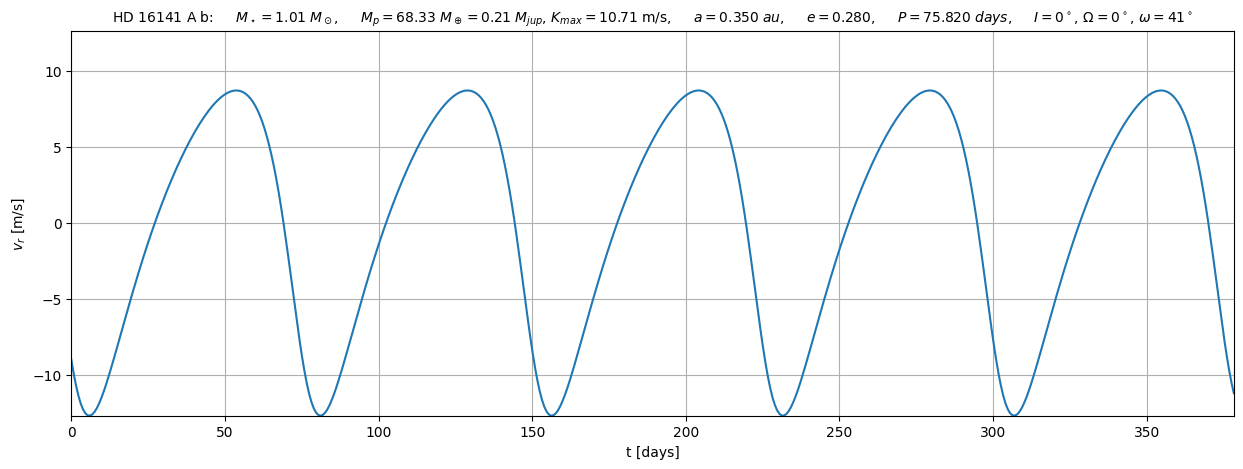 HD 16141 A b: M⋆ = 1.01 M⊙, Mp = 68.33 M⊕ = 0.21 Mjup, Kmax = 10.71 m/s, a = 0.350 au, e = 0.280, P = 75.820 days, I = 0°, Ω = 0°, ω = 41°
10
5
0
−5
−10
vr [m/s]
0 50 100 150 200 250 300 350
t [days]